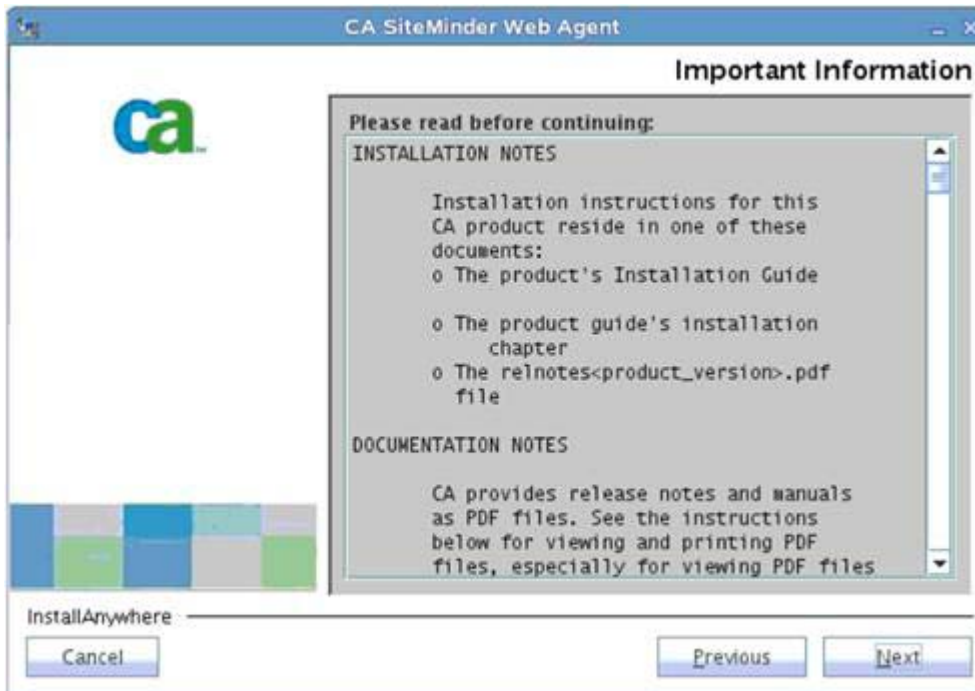 CA SiteMinder Web Agent
Important Information
ca
Please read before continuing:
INSTALLATION NOTES
Installation instructions for this
CA product reside in one of these
documents:
o The product's Installation Guide
o The product guide's installation
chapter
o The relnotes<product_version>.pdf
file
DOCUMENTATION NOTES
CA provides release notes and manuals
as PDF files. See the instructions
below for viewing and printing PDF
files, especially for viewing PDF files
InstallAnywhere
Cancel
Previous
Next